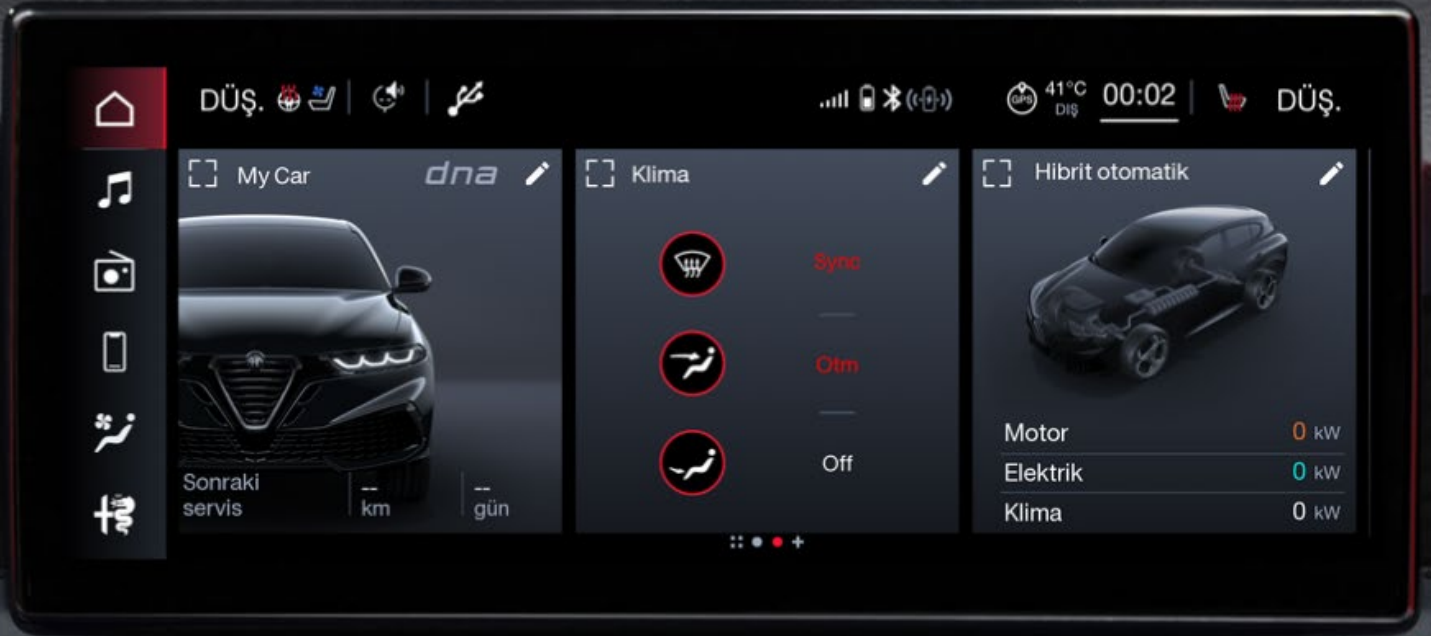 DÜŞ.
GPS
41°C
DIŞ
00:02
DÜŞ.
My Car
dna
Sonraki
servis
--
km
--
gün
Klima
Sync
Otm
Off
Hibrit otomatik
Motor 0 kW
Elektrik 0 kW
Klima 0 kW